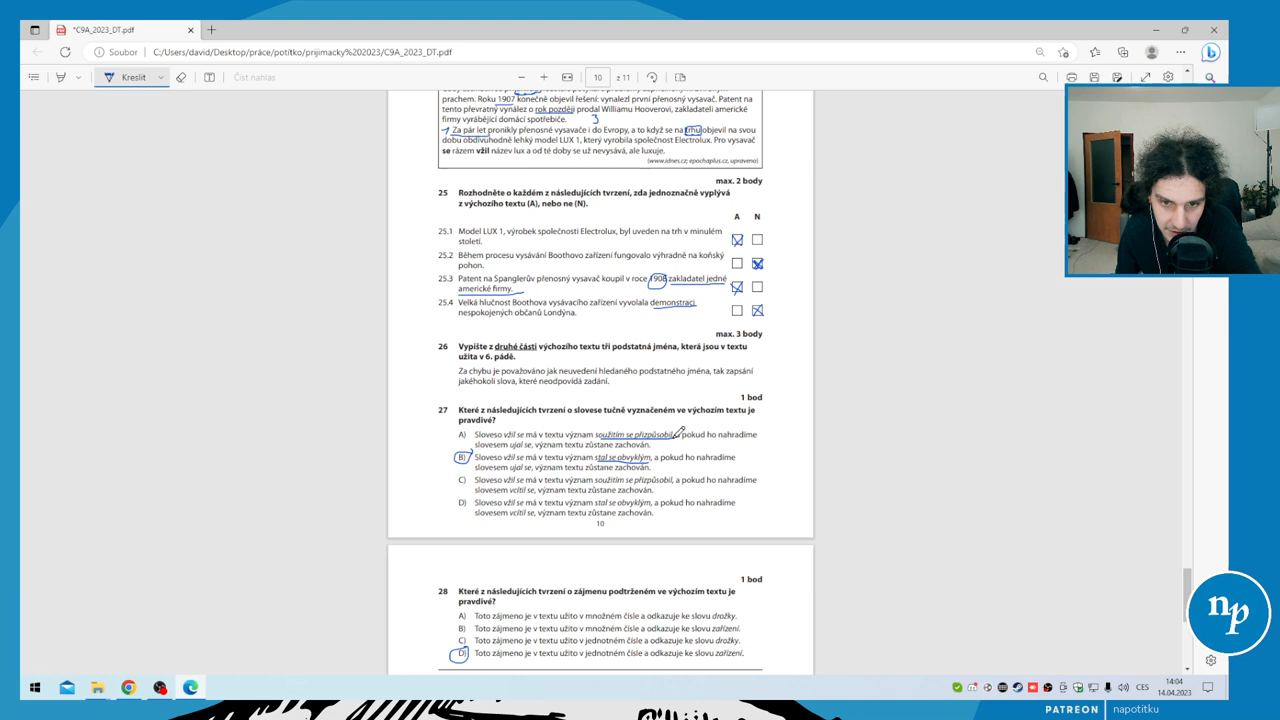 *C9A_2023_DT.pdf
Soubor
C:/Users/david/Desktop/práce/potítko/prijimacky%202023/C9A_2023_DT.pdf
Kreslit
Číst nahlas
10
z 11
prachem. Roku 1907 konečně objevil řešení: vynalezl první přenosný vysavač. Patent na
tento převratný vynález o rok později prodal Williamu Hooverovi, zakladateli americké
firmy vyrábějící domácí spotřebiče.
3
Za pár let pronikly přenosné vysavače i do Evropy, a to když se na trhu objevil na svou
dobu obdivuhodně lehký model LUX 1, který vyrobila společnost Electrolux. Pro vysavač
se rázem vžil název lux a od té doby se už nevysává, ale luxuje.
(www.idnes.cz; epochaplus.cz, upraveno)
max. 2 body
25 Rozhodněte o každém z následujících tvrzení, zda jednoznačně vyplývá
z výchozího textu (A), nebo ne (N).
A N
25.1 Model LUX 1, výrobek společnosti Electrolux, byl uveden na trh v minulém
století.
25.2 Během procesu vysávání Boothovo zařízení fungovalo výhradně na koňský
pohon.
25.3 Patent na Spanglerův přenosný vysavač koupil v roce 1908 zakladatel jedné
americké firmy.
25.4 Velká hlučnost Boothova vysávacího zařízení vyvolala demonstraci
nespokojených občanů Londýna.
max. 3 body
26 Vypište z druhé části výchozího textu tři podstatná jména, která jsou v textu
užita v 6. pádě.
Za chybu je považováno jak neuvedení hledaného podstatného jména, tak zapsání
jakéhokoli slova, které neodpovídá zadání.
1 bod
27 Které z následujících tvrzení o slovese tučně vyznačeném ve výchozím textu je
pravdivé?
A) Sloveso vžil se má v textu význam soužitím se přizpůsobil, pokud ho nahradíme
slovesem ujal se, význam textu zůstane zachován.
B) Sloveso vžil se má v textu význam stal se obvyklým, a pokud ho nahradíme
slovesem ujal se, význam textu zůstane zachován.
C) Sloveso vžil se má v textu význam soužitím se přizpůsobil, a pokud ho nahradíme
slovesem vcítil se, význam textu zůstane zachován.
D) Sloveso vžil se má v textu význam stal se obvyklým, a pokud ho nahradíme
slovesem vcítil se, význam textu zůstane zachován.
10
1 bod
28 Které z následujících tvrzení o zájmenu podtrženém ve výchozím textu je
pravdivé?
A) Toto zájmeno je v textu užito v množném čísle a odkazuje ke slovu drožky.
B) Toto zájmeno je v textu užito v množném čísle a odkazuje ke slovu zařízení.
C) Toto zájmeno je v textu užito v jednotném čísle a odkazuje ke slovu drožky.
D) Toto zájmeno je v textu užito v jednotném čísle a odkazuje ke slovu zařízení.
np
CES
14:04
14.04.2023
PATREON napotitku